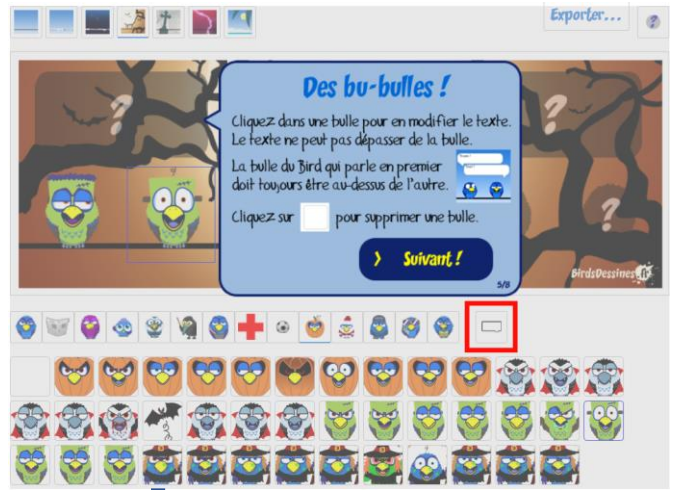 Exporter...
?
Des bu-bulles !
Cliquez dans une bulle pour en modifier le texte.
Le texte ne peut pas dépasser de la bulle.
La bulle du Bird qui parle en premier
doit toujours être au-dessus de l'autre.
Cliquez sur pour supprimer une bulle.
> Suivant !
5/8
?
?
?
BirdsDessines.fr